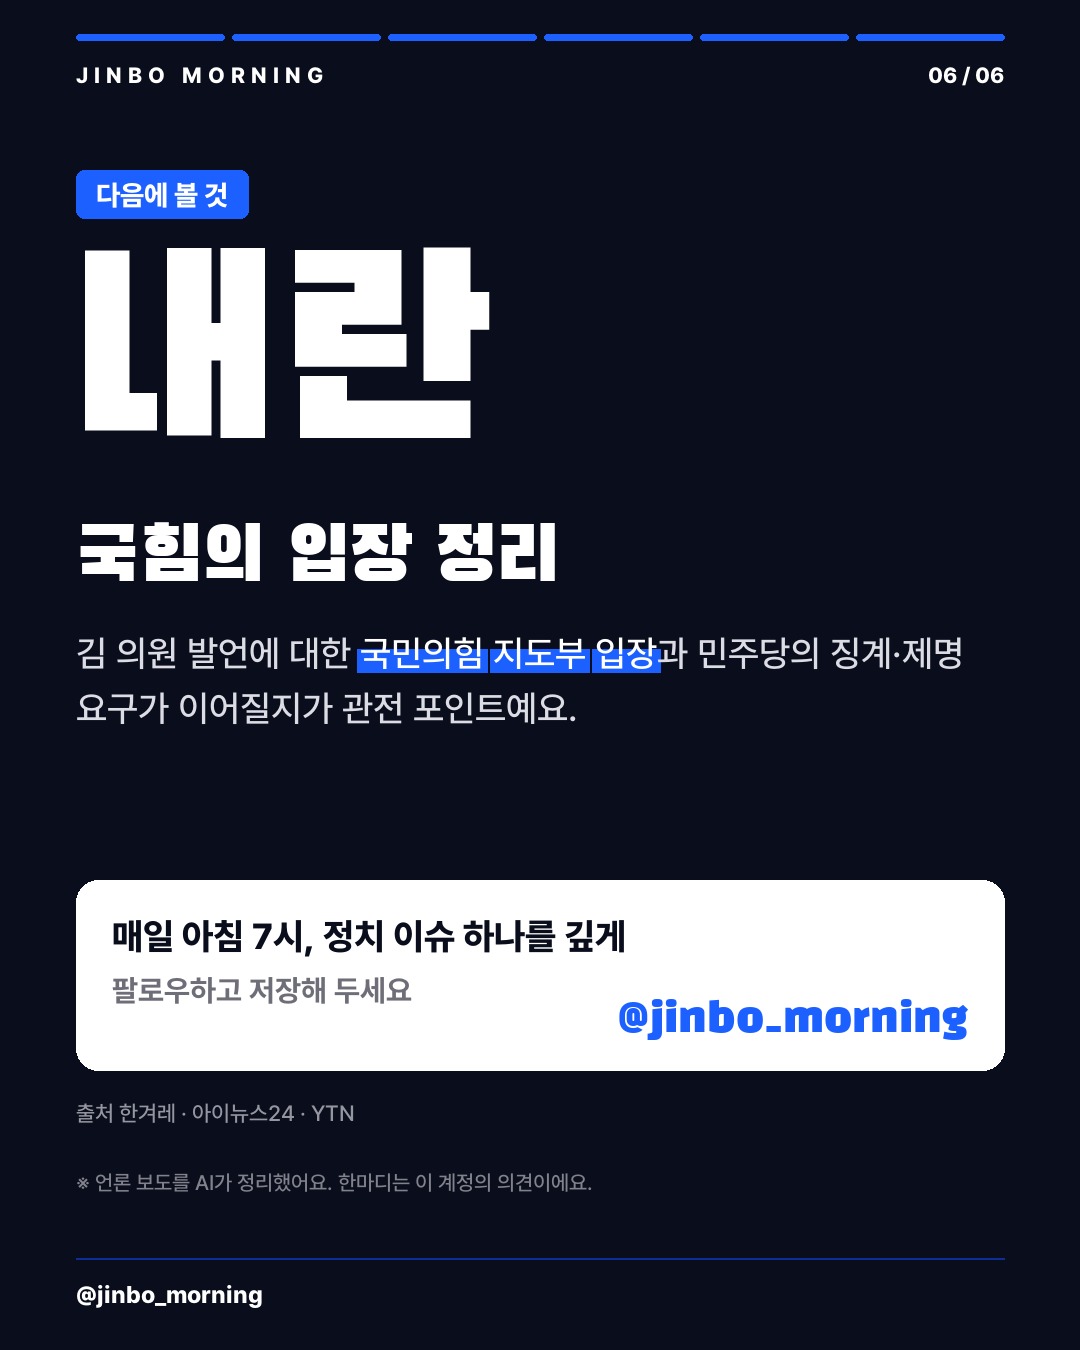 JINBO MORNING
06 / 06
다음에 볼 것
내란
국힘의 입장 정리
김 의원 발언에 대한 국민의힘 지도부 입장과 민주당의 징계·제명
요구가 이어질지가 관전 포인트예요.
매일 아침 7시, 정치 이슈 하나를 깊게
팔로우하고 저장해 두세요
@jinbo_morning
출처 한겨레 · 아이뉴스24 · YTN
※ 언론 보도를 AI가 정리했어요. 한마디는 이 계정의 의견이에요.
@jinbo_morning